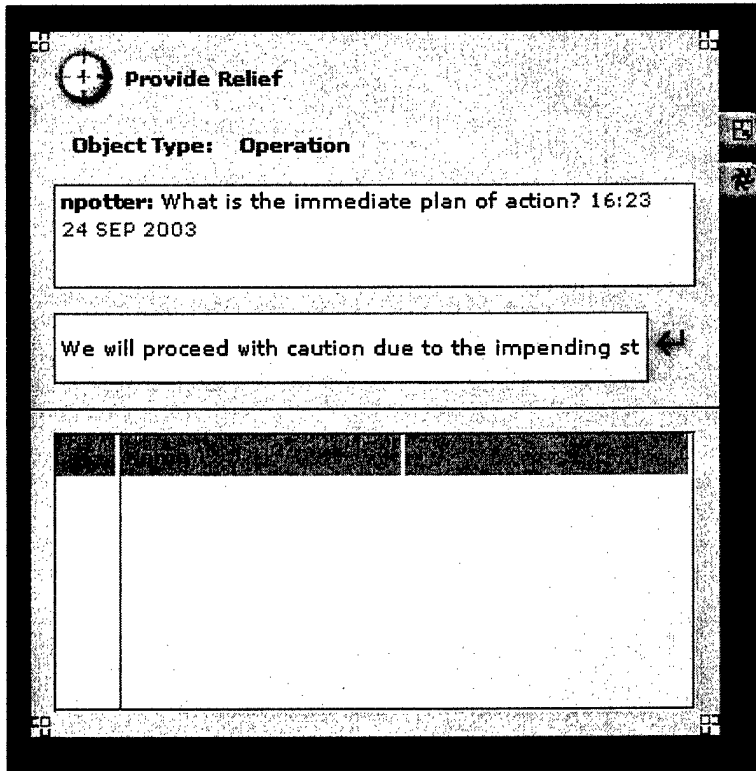 Provide Relief
Object Type: Operation
npotter: What is the immediate plan of action? 16:23
24 SEP 2003
We will proceed with caution due to the impending st